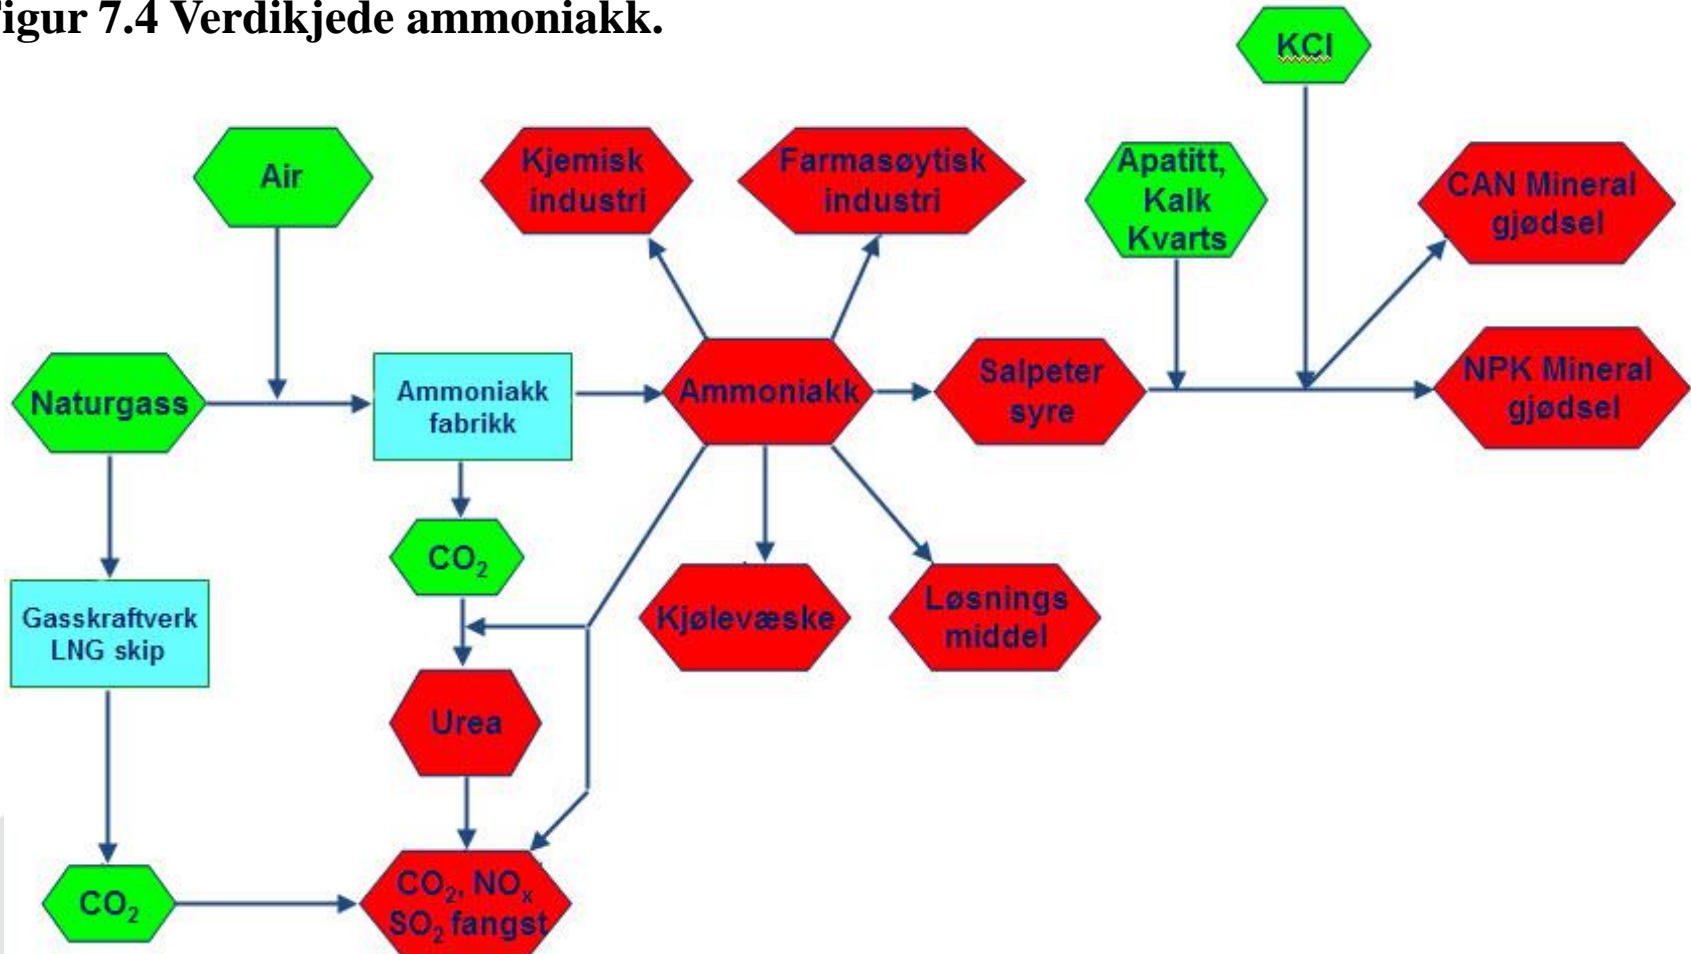 igur 7.4 Verdikjede ammoniakk.
KCl
Air
Kjemisk
industri
Farmasøytisk
industri
Apatitt,
Kalk
Kvarts
CAN Mineral
gjødsel
Naturgass
Ammoniakk
fabrikk
Ammoniakk
Salpeter
syre
NPK Mineral
gjødsel
CO₂
Gasskraftverk
LNG skip
Kjølevæske
Løsnings
middel
Urea
CO₂
CO₂, NOₓ
SO₂ fangst